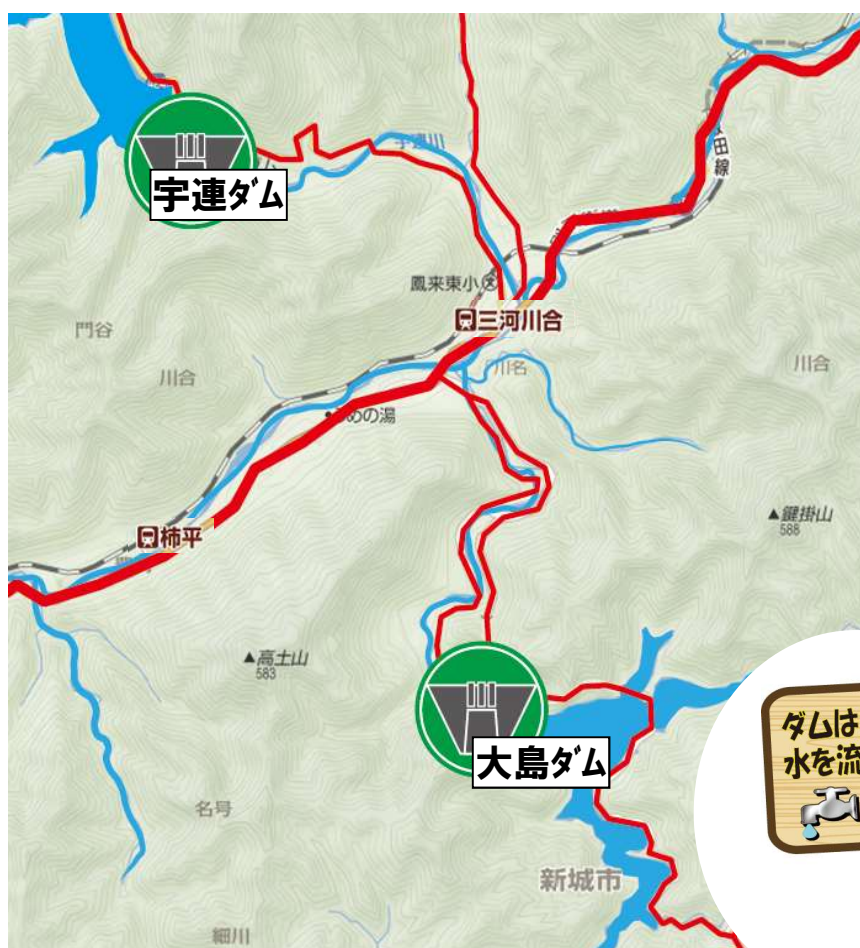 宇連川
宇連ダム
田線
鳳来東小
三河川合
門谷
川合
川名
川合
めの湯
▲鍵掛山
588
柿平
▲高土山
583
大島ダム
ダムは
水を流
名号
新城市
細川